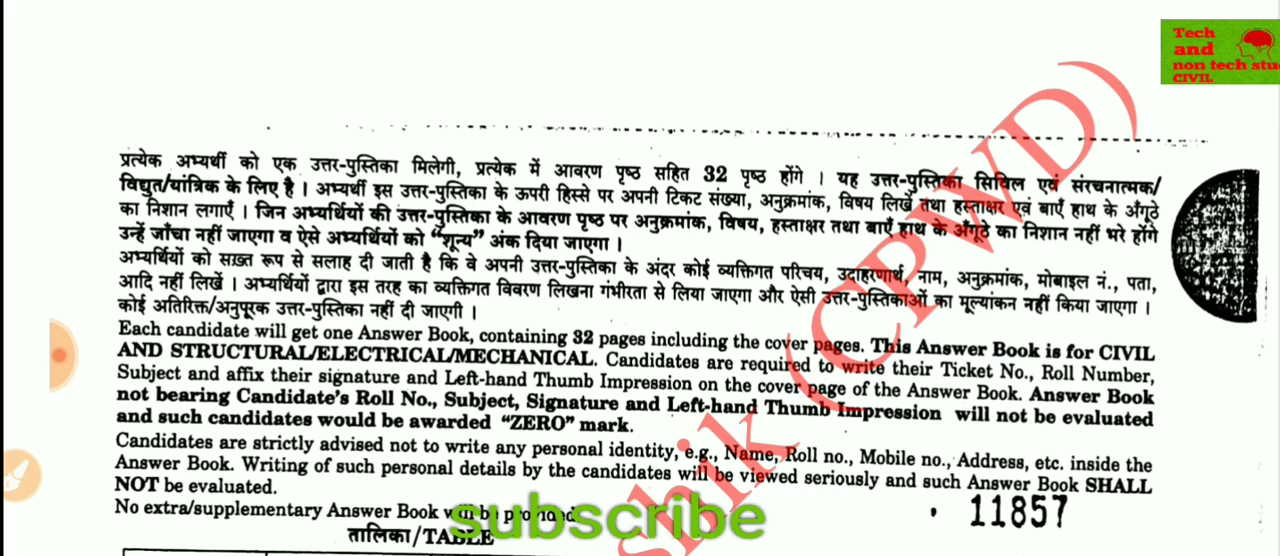 Tech
and
non tech stu
CIVIL
प्रत्येक अभ्यर्थी को एक उत्तर-पुस्तिका मिलेगी, प्रत्येक में आवरण पृष्ठ सहित 32 पृष्ठ होंगे । यह उत्तर-पुस्तिका सिविल एवं संरचनात्मक/
विद्युत/यांत्रिक के लिए है । अभ्यर्थी इस उत्तर-पुस्तिका के ऊपरी हिस्से पर अपनी टिकट संख्या, अनुक्रमांक, विषय लिखें तथा हस्ताक्षर एवं बाएँ हाथ के अँगूठे
का निशान लगाएँ । जिन अभ्यर्थियों की उत्तर-पुस्तिका के आवरण पृष्ठ पर अनुक्रमांक, विषय, हस्ताक्षर तथा बाएँ हाथ के अँगूठे का निशान नहीं भरे होंगे
उन्हें जाँचा नहीं जाएगा व ऐसे अभ्यर्थियों को “शून्य” अंक दिया जाएगा ।
अभ्यर्थियों को सख़्त रूप से सलाह दी जाती है कि वे अपनी उत्तर-पुस्तिका के अंदर कोई व्यक्तिगत परिचय, उदाहरणार्थ, नाम, अनुक्रमांक, मोबाइल नं., पता,
आदि नहीं लिखें । अभ्यर्थियों द्वारा इस तरह का व्यक्तिगत विवरण लिखना गंभीरता से लिया जाएगा और ऐसी उत्तर-पुस्तिकाओं का मूल्यांकन नहीं किया जाएगा ।
कोई अतिरिक्त/अनुपूरक उत्तर-पुस्तिका नहीं दी जाएगी ।
Each candidate will get one Answer Book, containing 32 pages including the cover pages. This Answer Book is for CIVIL
AND STRUCTURAL/ELECTRICAL/MECHANICAL. Candidates are required to write their Ticket No., Roll Number,
Subject and affix their signature and Left-hand Thumb Impression on the cover page of the Answer Book. Answer Book
not bearing Candidate's Roll No., Subject, Signature and Left-hand Thumb Impression will not be evaluated
and such candidates would be awarded “ZERO” mark.
Candidates are strictly advised not to write any personal identity, e.g., Name, Roll no., Mobile no., Address, etc. inside the
Answer Book. Writing of such personal details by the candidates will be viewed seriously and such Answer Book SHALL
NOT be evaluated.
No extra/supplementary Answer Book will be provided
11857
तालिका/TABLE
shik (CPWD)
subscribe